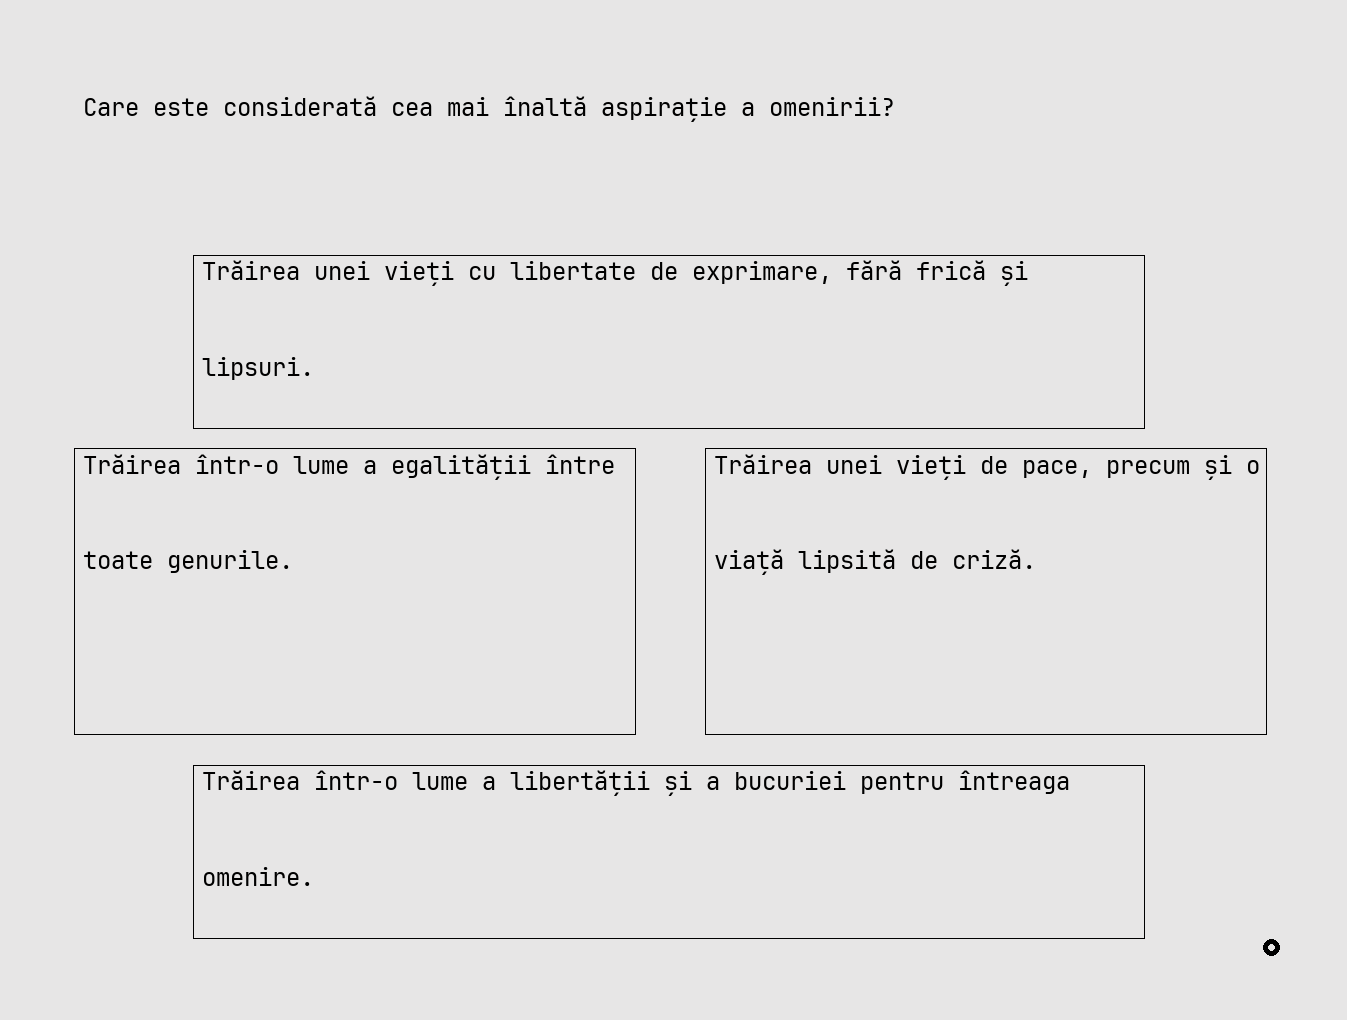 Care este considerată cea mai înaltă aspirație a omenirii?
Trăirea unei vieți cu libertate de exprimare, fără frică și
lipsuri.
Trăirea într-o lume a egalității între
toate genurile.
Trăirea unei vieți de pace, precum și o
viață lipsită de criză.
Trăirea într-o lume a libertății și a bucuriei pentru întreaga
omenire.